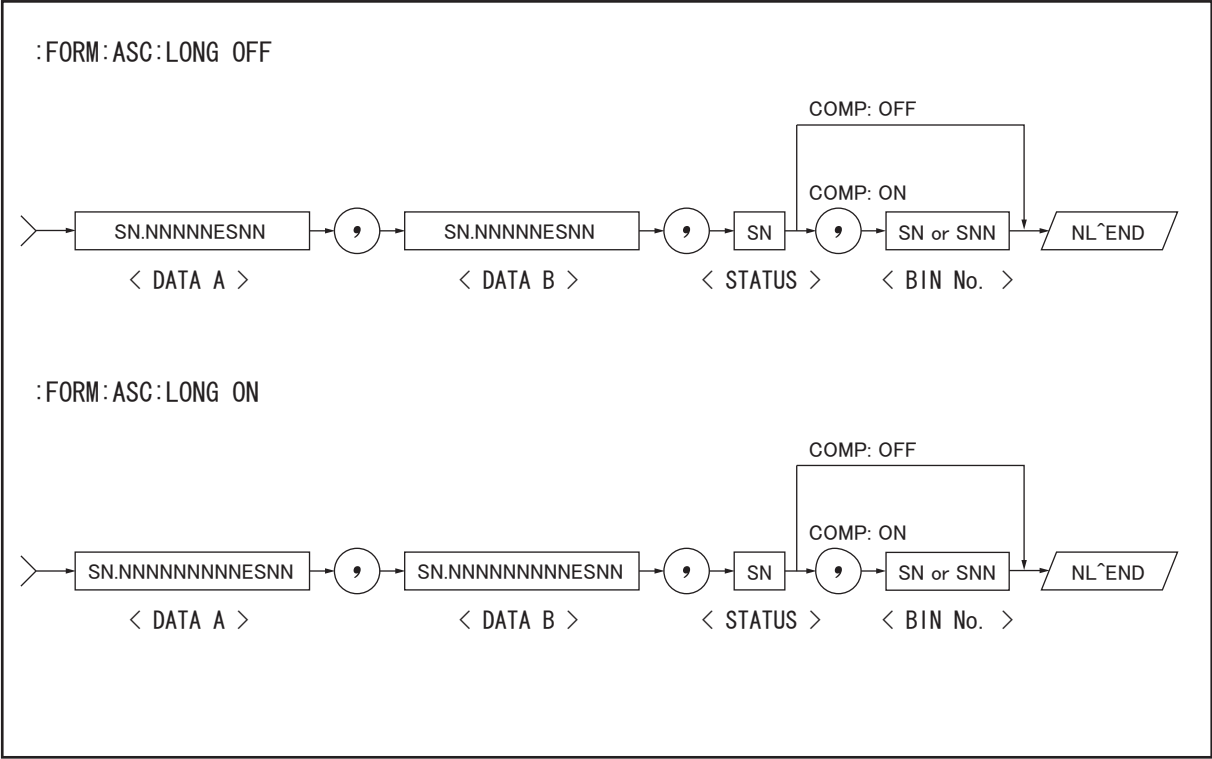 :FORM:ASC:LONG OFF
COMP: OFF
COMP: ON
SN.NNNNNESNN , SN.NNNNNESNN , SN , SN or SNN NL^END
< DATA A > < DATA B > < STATUS > < BIN No. >
:FORM:ASC:LONG ON
COMP: OFF
COMP: ON
SN.NNNNNNNNNESNN , SN.NNNNNNNNNESNN , SN , SN or SNN NL^END
< DATA A > < DATA B > < STATUS > < BIN No. >